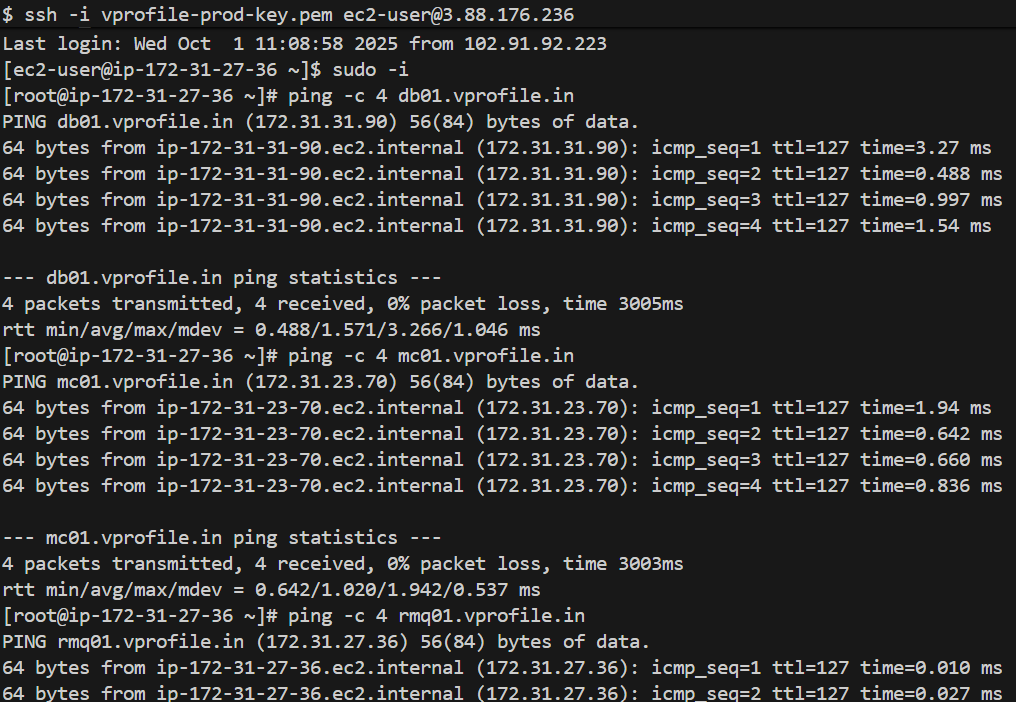 $ ssh -i vprofile-prod-key.pem ec2-user@3.88.176.236
Last login: Wed Oct  1 11:08:58 2025 from 102.91.92.223
[ec2-user@ip-172-31-27-36 ~]$ sudo -i
[root@ip-172-31-27-36 ~]# ping -c 4 db01.vprofile.in
PING db01.vprofile.in (172.31.31.90) 56(84) bytes of data.
64 bytes from ip-172-31-31-90.ec2.internal (172.31.31.90): icmp_seq=1 ttl=127 time=3.27 ms
64 bytes from ip-172-31-31-90.ec2.internal (172.31.31.90): icmp_seq=2 ttl=127 time=0.488 ms
64 bytes from ip-172-31-31-90.ec2.internal (172.31.31.90): icmp_seq=3 ttl=127 time=0.997 ms
64 bytes from ip-172-31-31-90.ec2.internal (172.31.31.90): icmp_seq=4 ttl=127 time=1.54 ms

--- db01.vprofile.in ping statistics ---
4 packets transmitted, 4 received, 0% packet loss, time 3005ms
rtt min/avg/max/mdev = 0.488/1.571/3.266/1.046 ms
[root@ip-172-31-27-36 ~]# ping -c 4 mc01.vprofile.in
PING mc01.vprofile.in (172.31.23.70) 56(84) bytes of data.
64 bytes from ip-172-31-23-70.ec2.internal (172.31.23.70): icmp_seq=1 ttl=127 time=1.94 ms
64 bytes from ip-172-31-23-70.ec2.internal (172.31.23.70): icmp_seq=2 ttl=127 time=0.642 ms
64 bytes from ip-172-31-23-70.ec2.internal (172.31.23.70): icmp_seq=3 ttl=127 time=0.660 ms
64 bytes from ip-172-31-23-70.ec2.internal (172.31.23.70): icmp_seq=4 ttl=127 time=0.836 ms

--- mc01.vprofile.in ping statistics ---
4 packets transmitted, 4 received, 0% packet loss, time 3003ms
rtt min/avg/max/mdev = 0.642/1.020/1.942/0.537 ms
[root@ip-172-31-27-36 ~]# ping -c 4 rmq01.vprofile.in
PING rmq01.vprofile.in (172.31.27.36) 56(84) bytes of data.
64 bytes from ip-172-31-27-36.ec2.internal (172.31.27.36): icmp_seq=1 ttl=127 time=0.010 ms
64 bytes from ip-172-31-27-36.ec2.internal (172.31.27.36): icmp_seq=2 ttl=127 time=0.027 ms